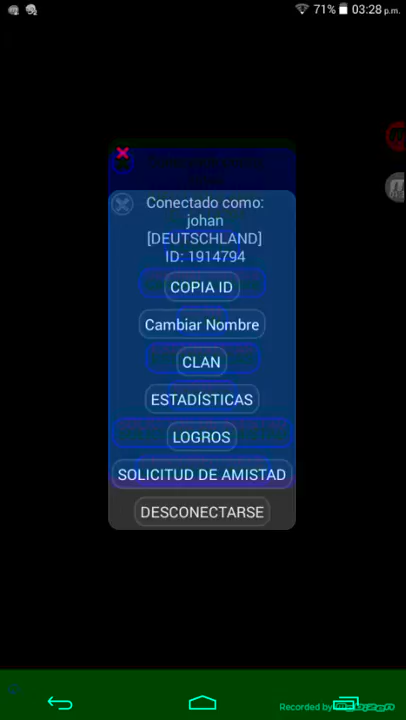 71% 03:28 p.m.
Conectado como:
johan
[DEUTSCHLAND]
ID: 1914794
COPIA ID
Cambiar Nombre
CLAN
ESTADÍSTICAS
LOGROS
SOLICITUD DE AMISTAD
DESCONECTARSE
Recorded by